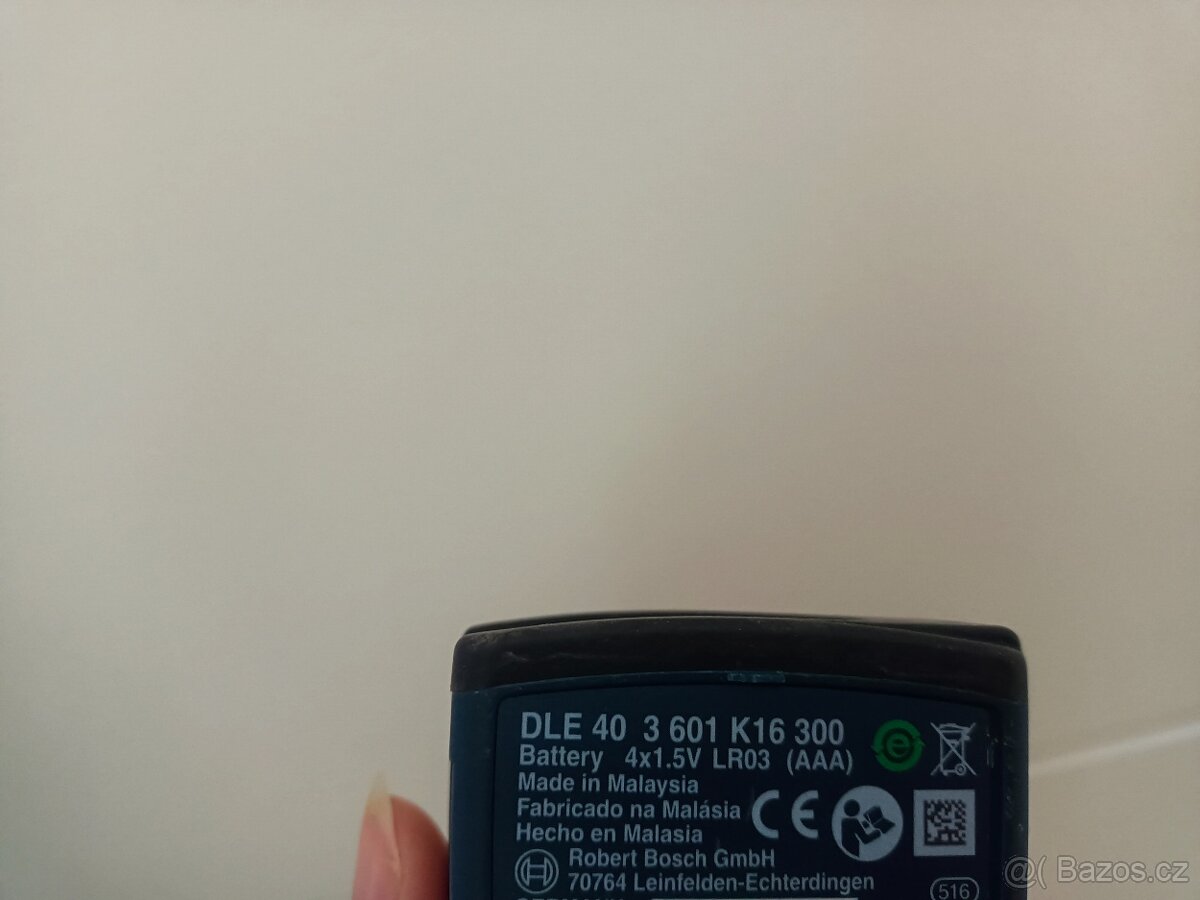 DLE 40 3 601 K16 300
Battery 4x1.5V LR03 (AAA)
Made in Malaysia
Fabricado na Malásia
Hecho en Malasia
CE
Robert Bosch GmbH
70764 Leinfelden-Echterdingen
516
@( Bazos.cz